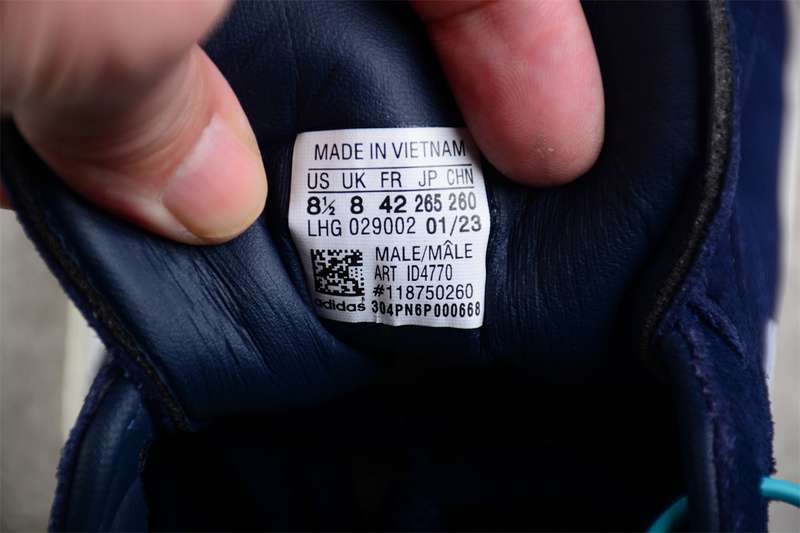 MADE IN VIETNAM
US UK FR JP CHN
8½ 8 42 265 260
LHG 029002 01/23
MALE/MÂLE
ART ID4770
#118750260
adidas 304PN6P000668